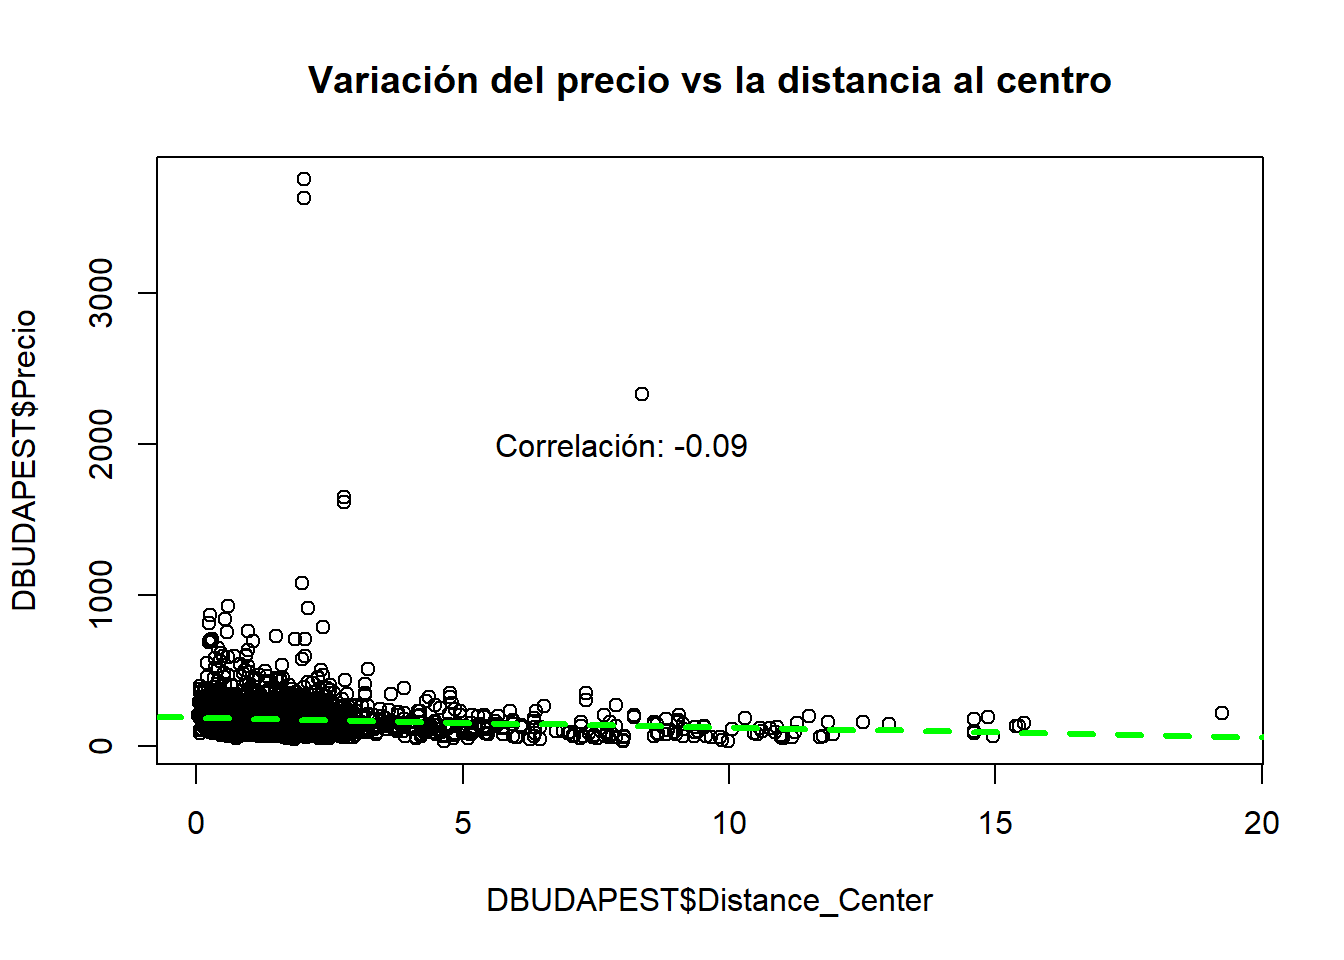 Variación del precio vs la distancia al centro
DBUDAPEST$Precio
3000
2000
1000
0
Correlación: -0.09
0 5 10 15 20
DBUDAPEST$Distance_Center